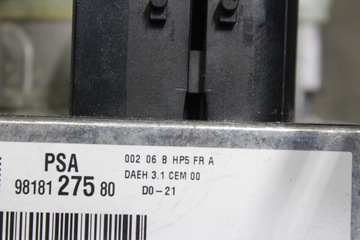 PSA
98181 275 80
002 06 B HP5 FR A
DAEH 3.1 CEM 00
D0-21